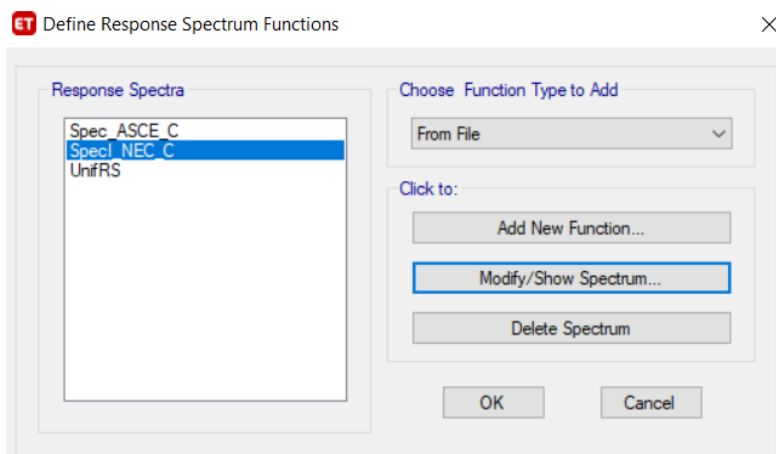 ET Define Response Spectrum Functions
Response Spectra
Spec_ASCE_C
SpecI_NEC_C
UnifRS
Choose Function Type to Add
From File
Click to:
Add New Function...
Modify/Show Spectrum...
Delete Spectrum
OK
Cancel